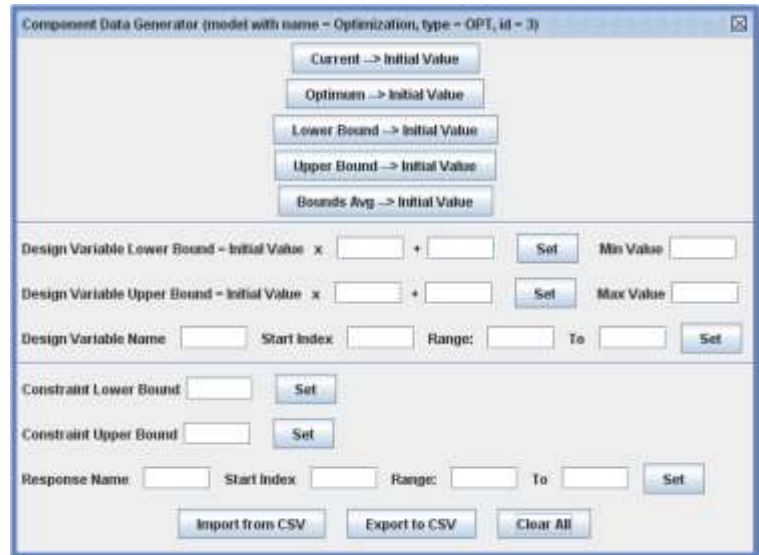 Component Data Generator (model with name = Optimization, type = OPT, id = 3)
Current --> Initial Value
Optimum --> Initial Value
Lower Bound --> Initial Value
Upper Bound --> Initial Value
Bounds Avg --> Initial Value
Design Variable Lower Bound = Initial Value x + Set Min Value
Design Variable Upper Bound = Initial Value x + Set Max Value
Design Variable Name Start Index Range: To Set
Constraint Lower Bound Set
Constraint Upper Bound Set
Response Name Start Index Range: To Set
Import from CSV Export to CSV Clear All